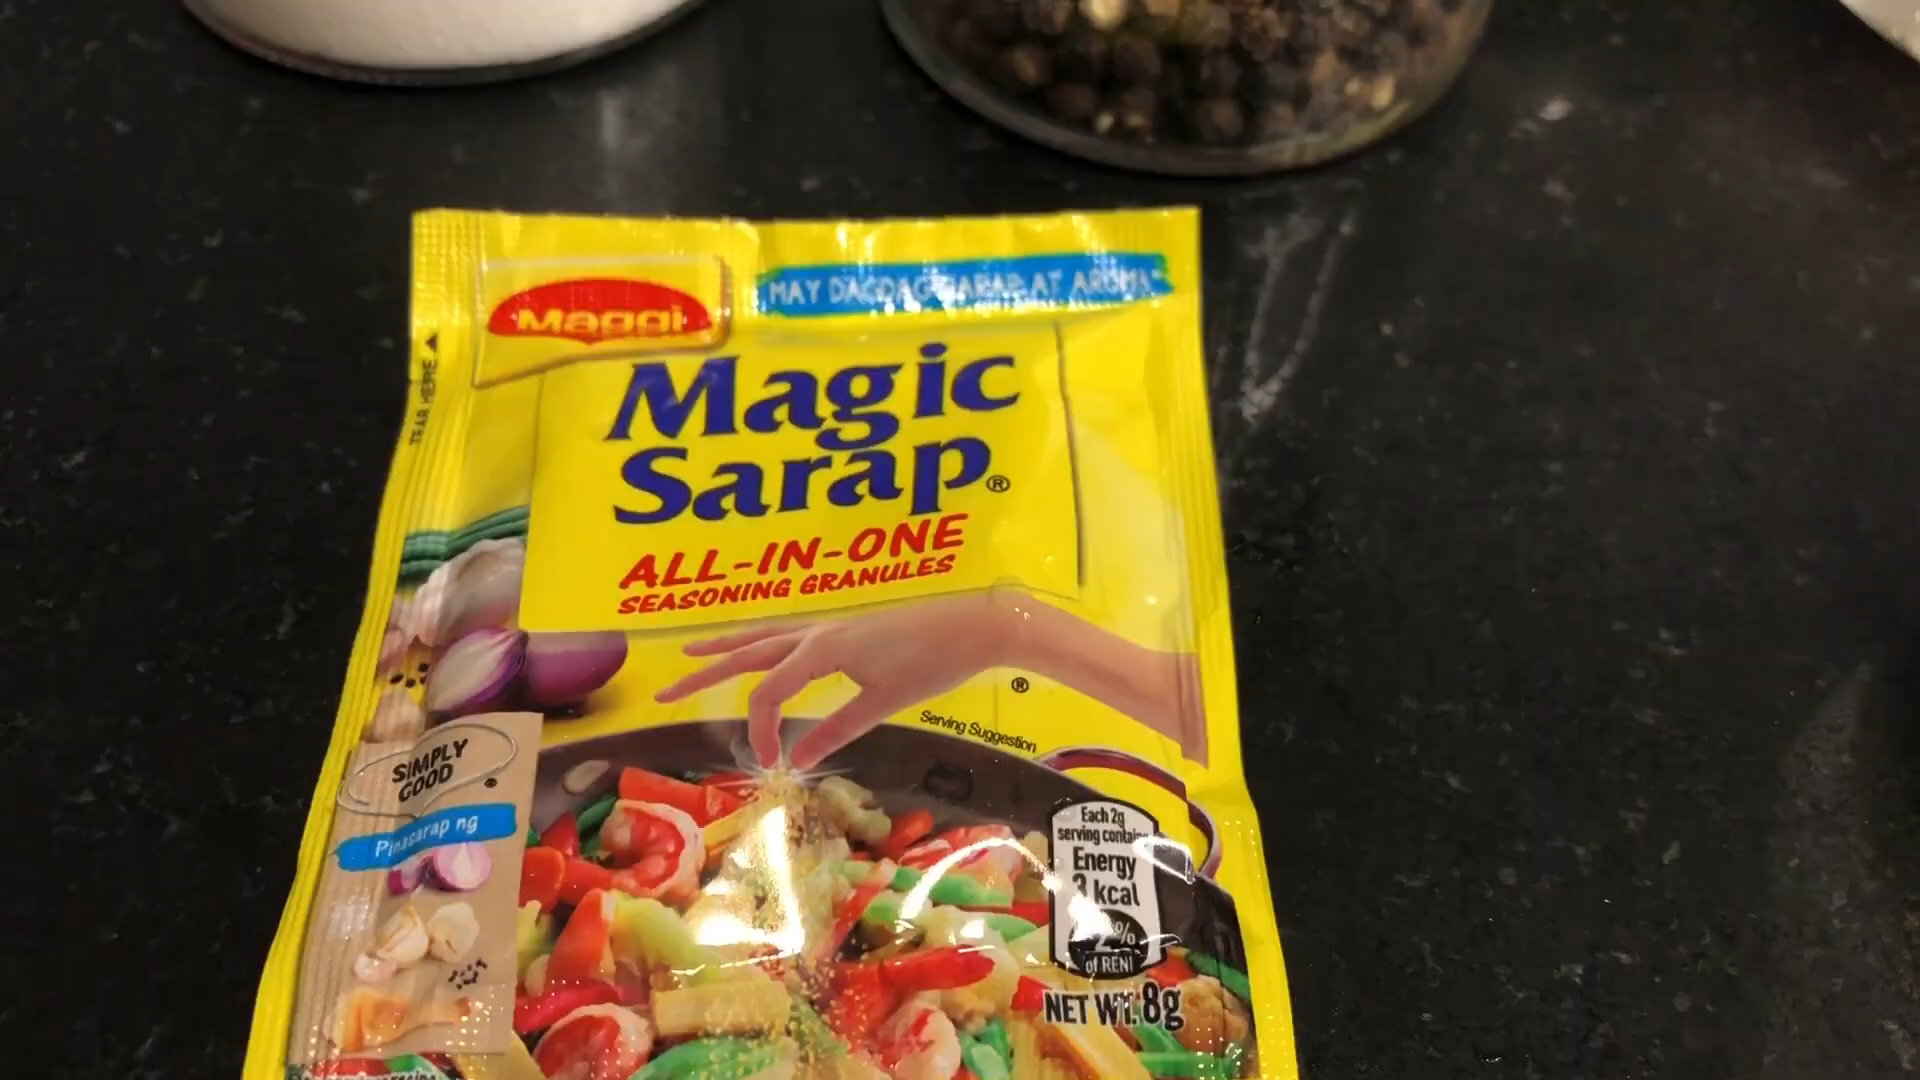 Maggi
MAY DAGDAG SARAP AT AROMA
TEAR HERE
Magic
Sarap®
ALL-IN-ONE
SEASONING GRANULES
®
Serving Suggestion
SIMPLY
GOOD
®
Pinasarap ng
Each 2g
serving contains
Energy
3 kcal
2%
of RENI
NET WT. 8g